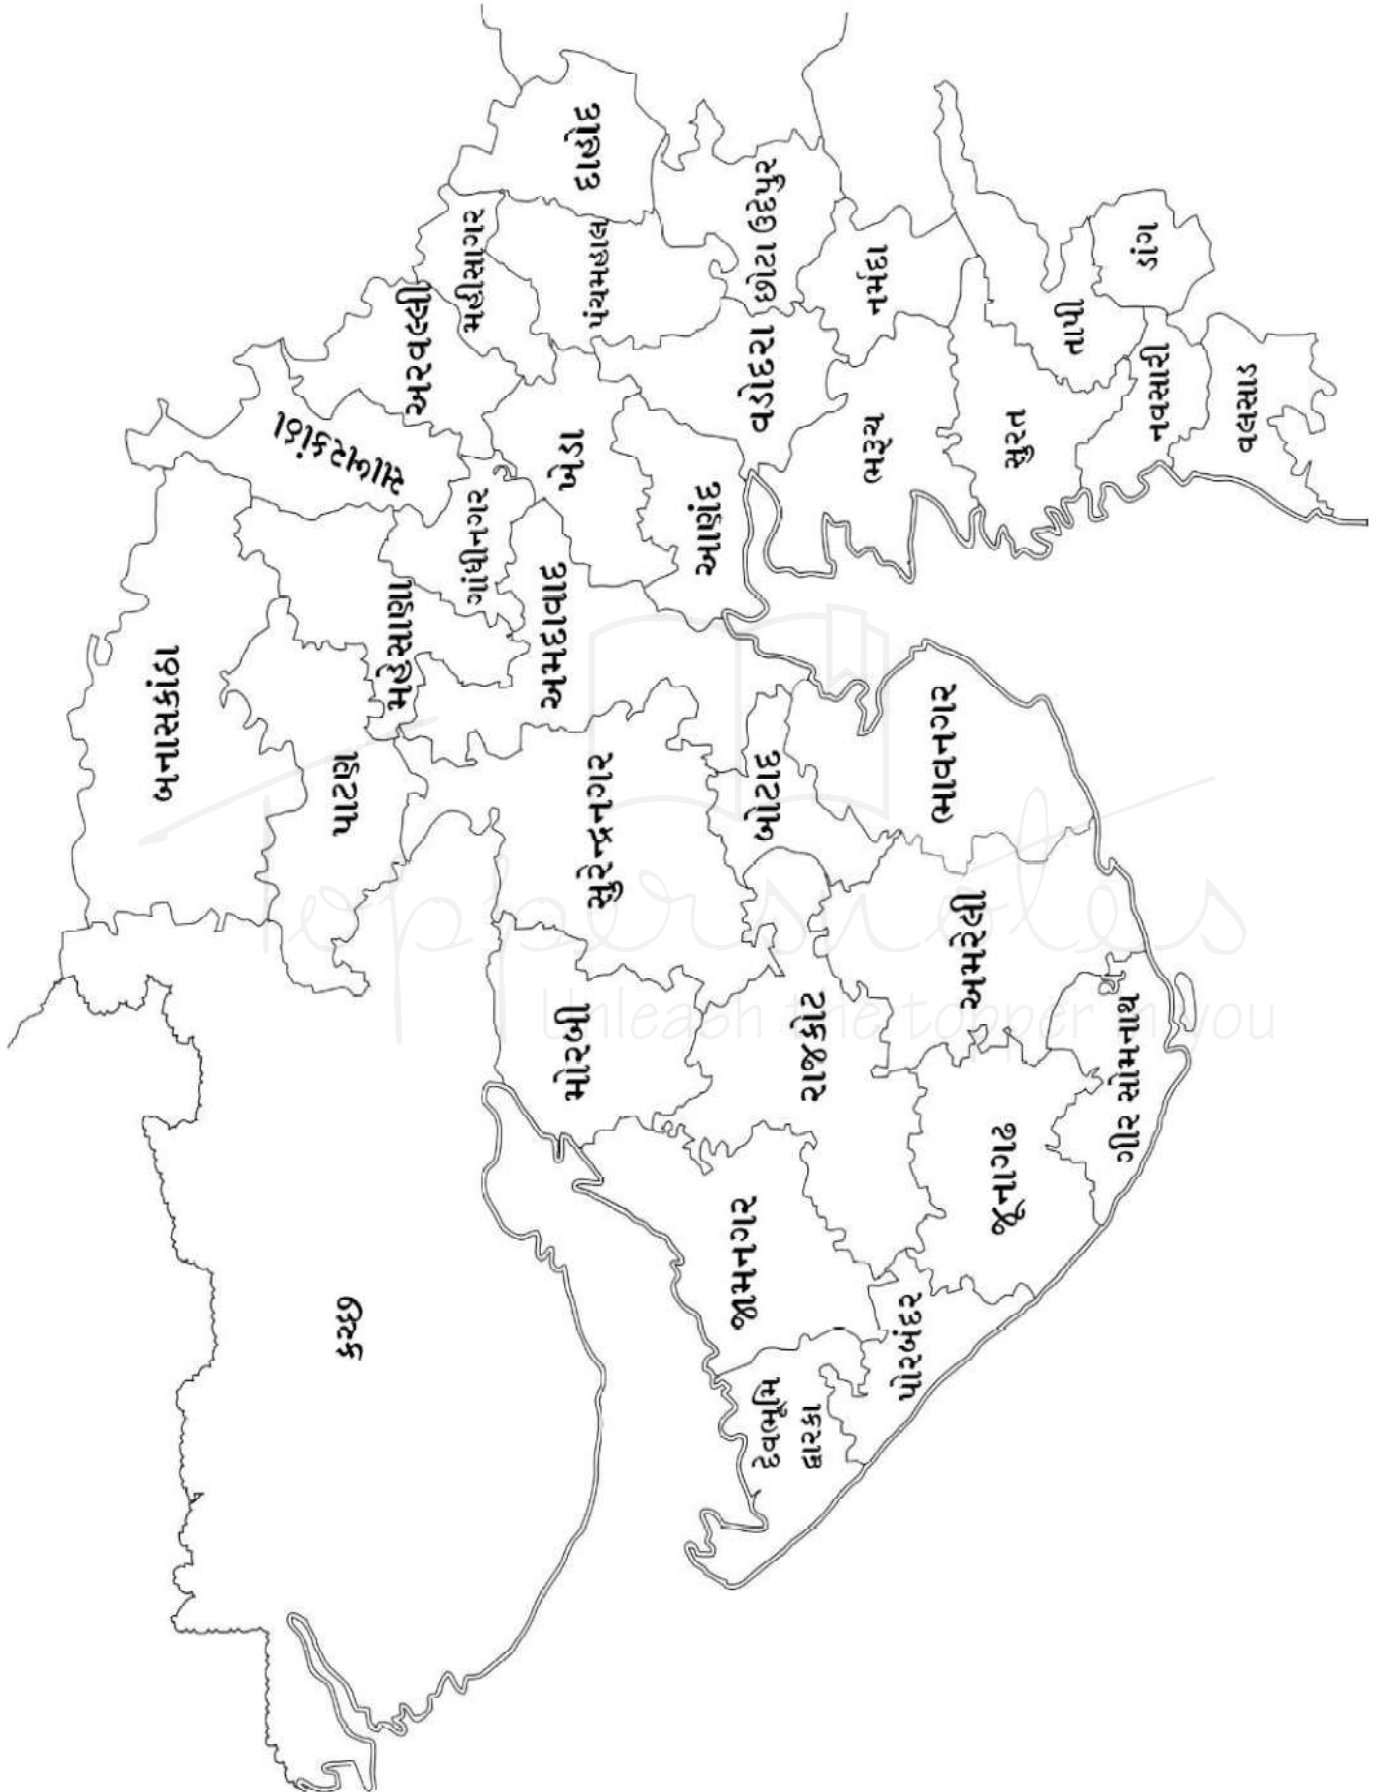 કચ્છ
બનાસકાંઠા
પાટણ
સાબરકાંઠા
મહેસાણા
અરવલ્લી
ગાંધીનગર
મહીસાગર
અમદાવાદ
મોરબી
ખેડા
દાહોદ
સુરેન્દ્રનગર
પંચમહાલ
આણંદ
જામનગર
દેવભૂમિ
દ્વારકા
બોટાદ
વડોદરા
છોટા ઉદેપુર
રાજકોટ
ભરૂચ
નર્મદા
પોરબંદર
ભાવનગર
અમરેલી
જૂનાગઢ
સુરત
તાપી
ગીર સોમનાથ
ડાંગ
નવસારી
વલસાડ
Toppersnotes
Unleash the topper in you